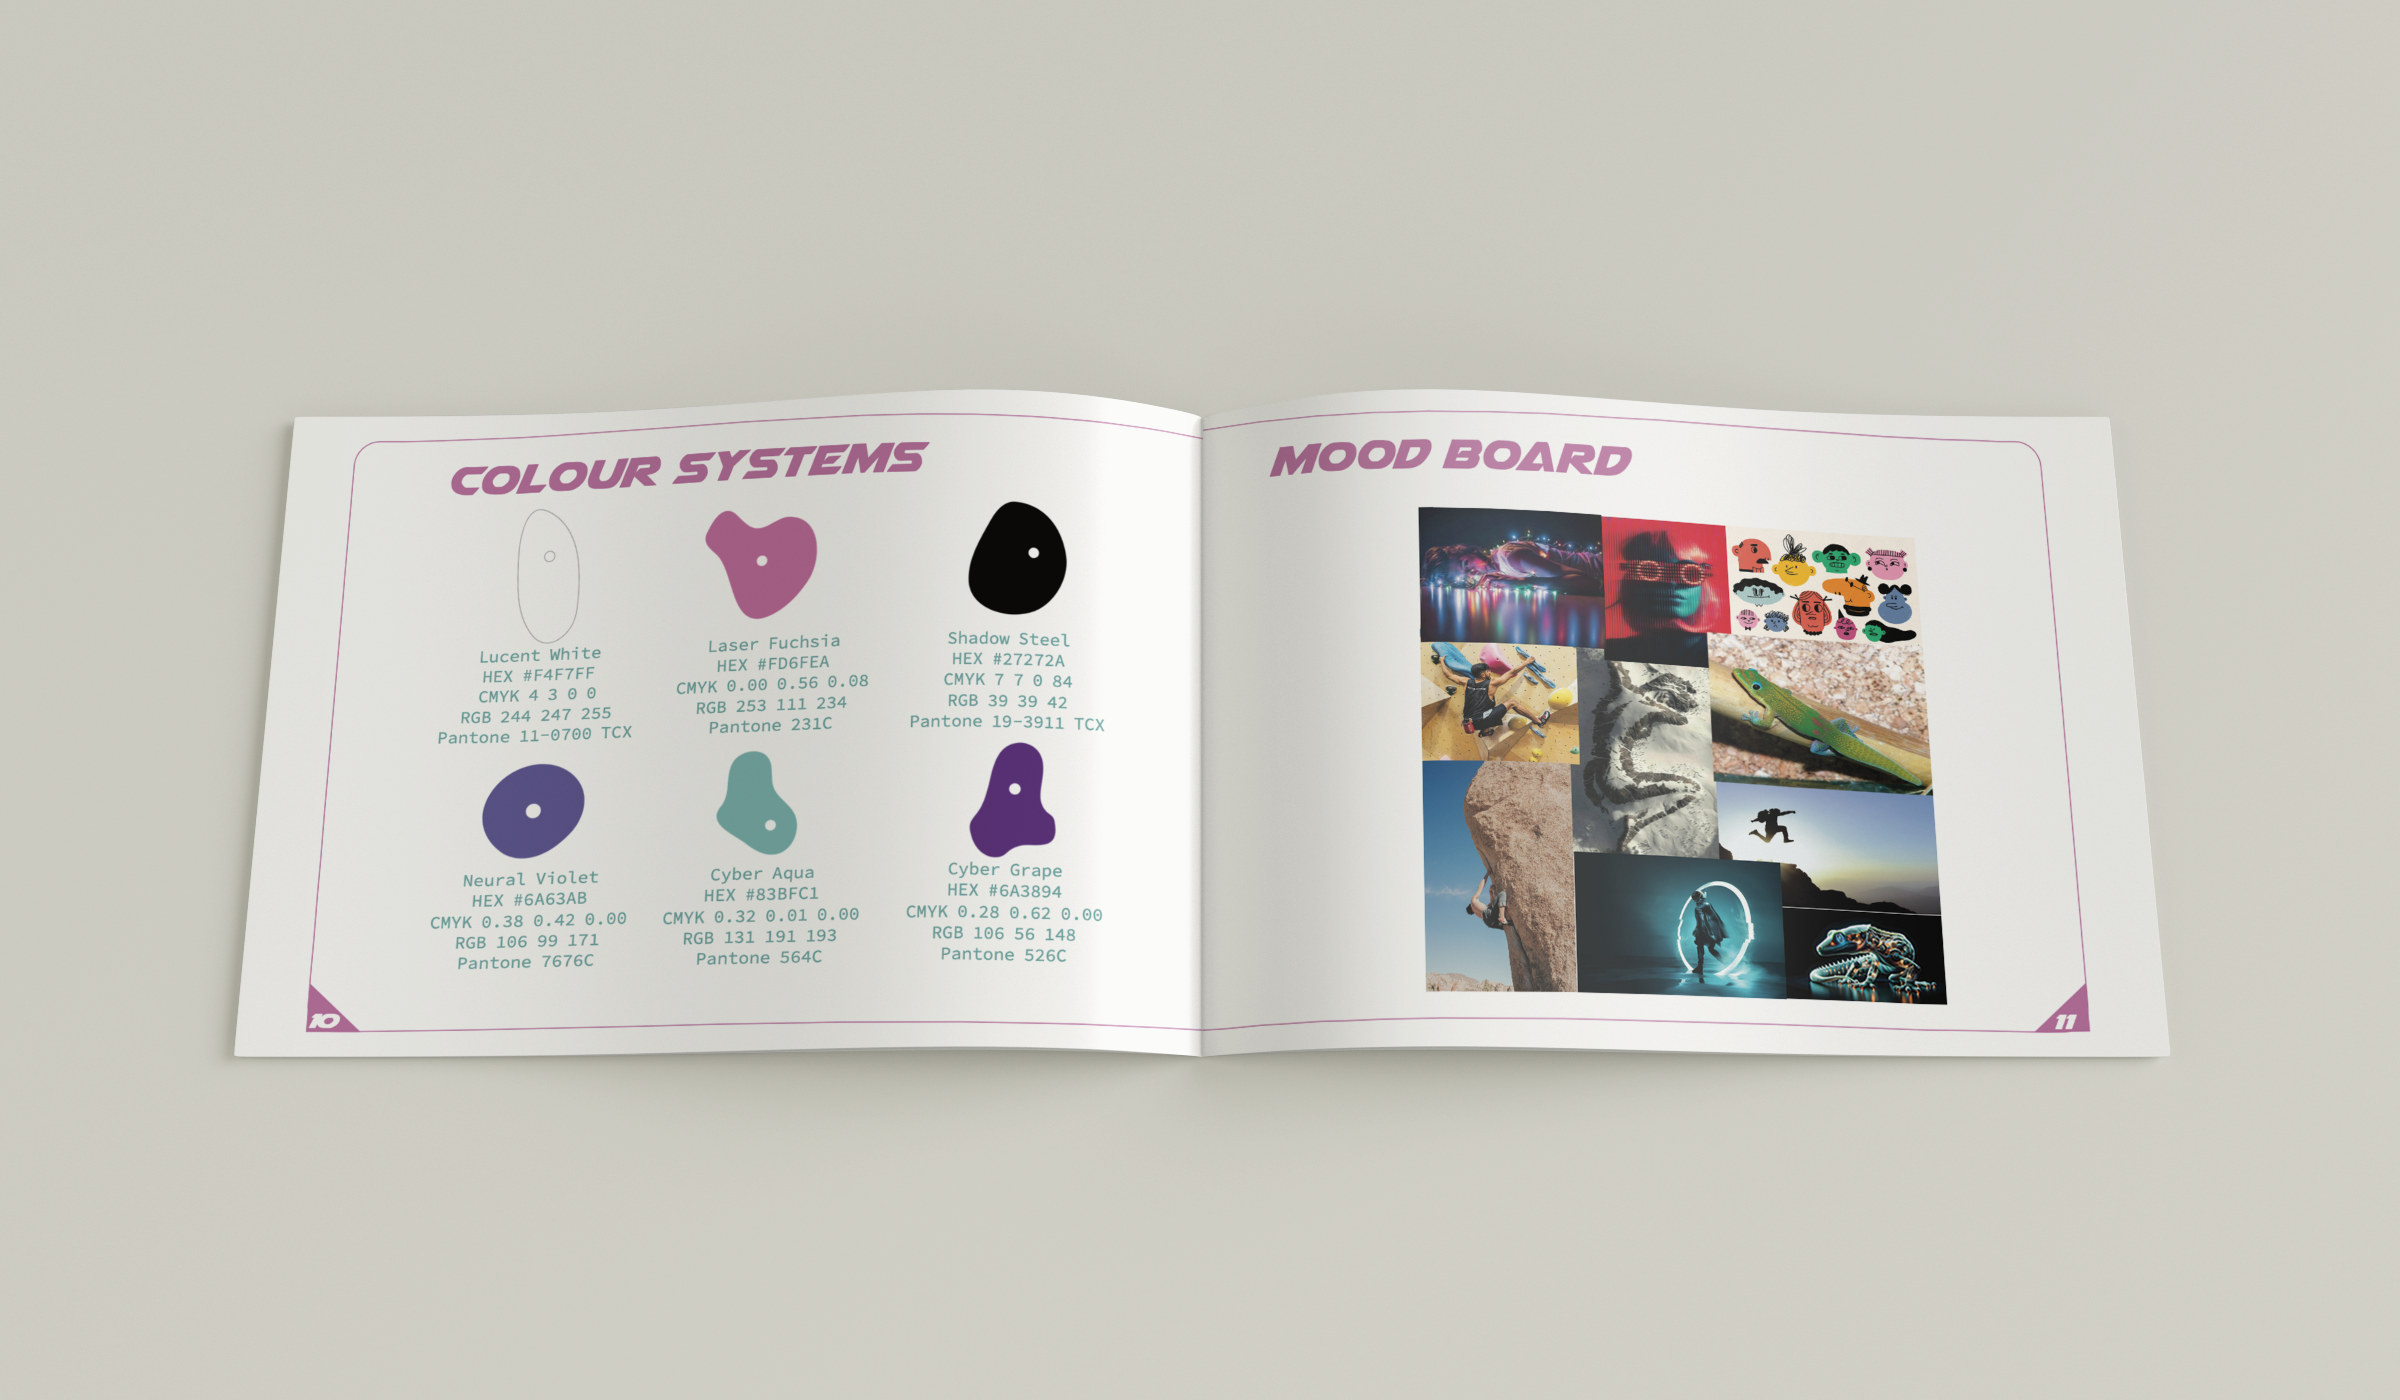 COLOUR SYSTEMS
Lucent White
HEX #F4F7FF
CMYK 4 3 0 0
RGB 244 247 255
Pantone 11-0700 TCX
Laser Fuchsia
HEX #FD6FEA
CMYK 0.00 0.56 0.08
RGB 253 111 234
Pantone 231C
Shadow Steel
HEX #27272A
CMYK 7 7 0 84
RGB 39 39 42
Pantone 19-3911 TCX
Neural Violet
HEX #6A63AB
CMYK 0.38 0.42 0.00
RGB 106 99 171
Pantone 7676C
Cyber Aqua
HEX #83BFC1
CMYK 0.32 0.01 0.00
RGB 131 191 193
Pantone 564C
Cyber Grape
HEX #6A3894
CMYK 0.28 0.62 0.00
RGB 106 56 148
Pantone 526C
10
MOOD BOARD
11